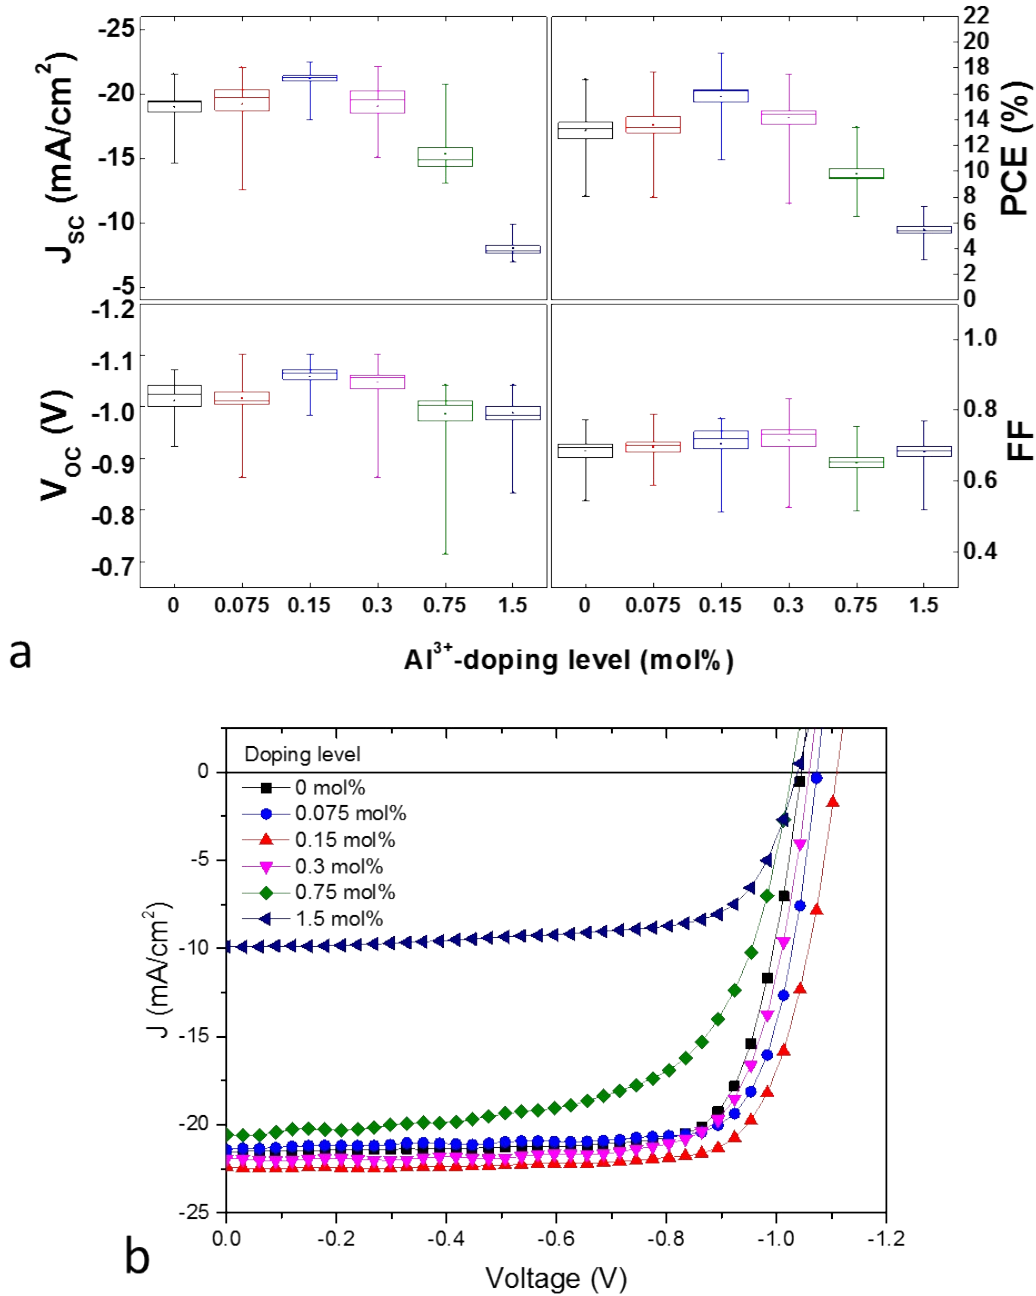 J_SC (mA/cm²)
-25
-20
-15
-10
-5
22
20
18
16
14
12
10
8
6
4
2
0
PCE (%)
V_OC (V)
-1.2
-1.1
-1.0
-0.9
-0.8
-0.7
1.0
0.8
0.6
0.4
FF
0 0.075 0.15 0.3 0.75 1.5
0 0.075 0.15 0.3 0.75 1.5
a
Al³⁺-doping level (mol%)
Doping level
0 mol%
0.075 mol%
0.15 mol%
0.3 mol%
0.75 mol%
1.5 mol%
J (mA/cm²)
0
-5
-10
-15
-20
-25
0.0 -0.2 -0.4 -0.6 -0.8 -1.0 -1.2
Voltage (V)
b